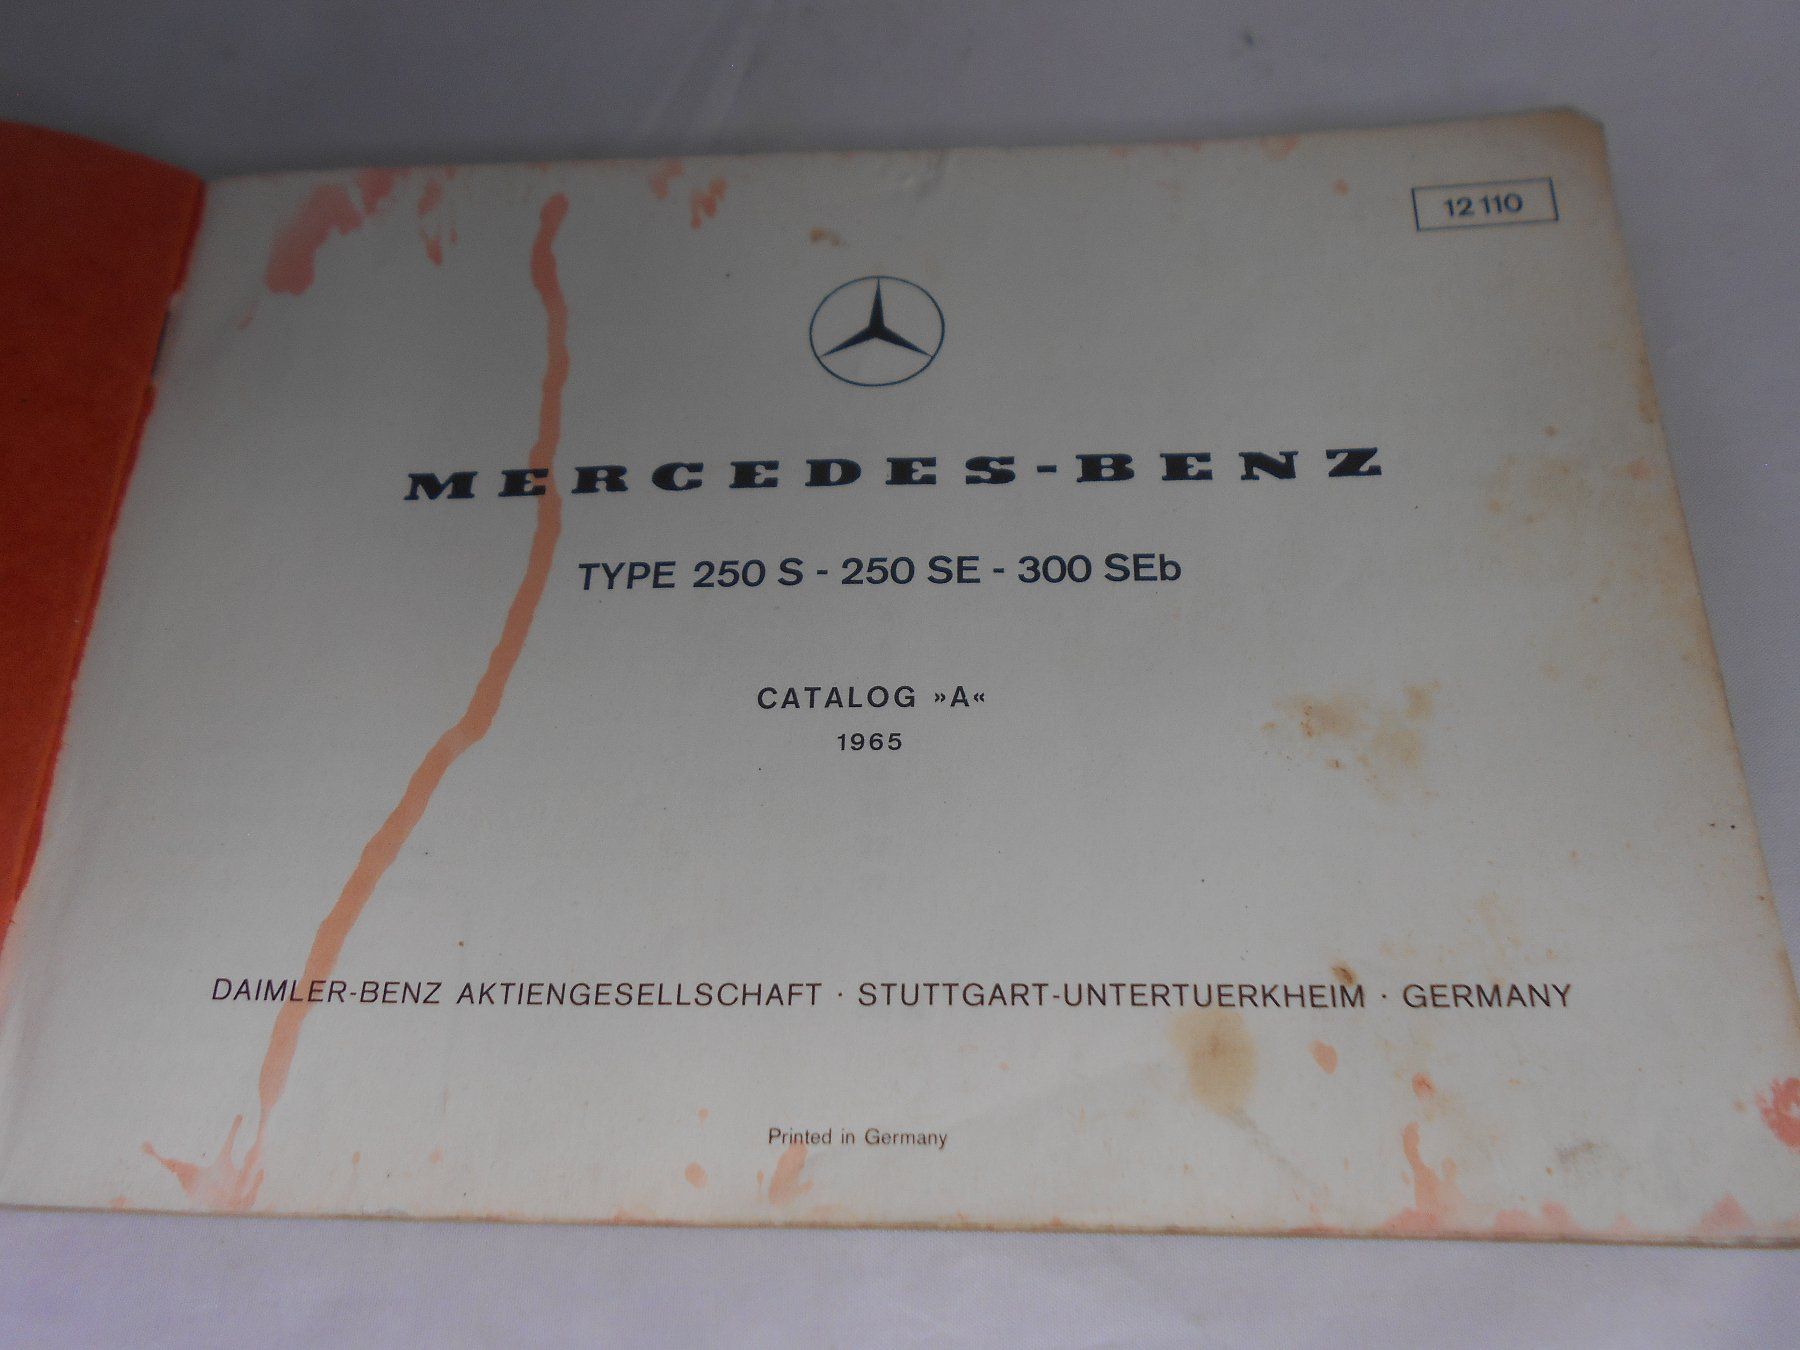 12 110
MERCEDES-BENZ
TYPE 250 S - 250 SE - 300 SEb
CATALOG »A«
1965
DAIMLER-BENZ AKTIENGESELLSCHAFT · STUTTGART-UNTERTUERKHEIM · GERMANY
Printed in Germany